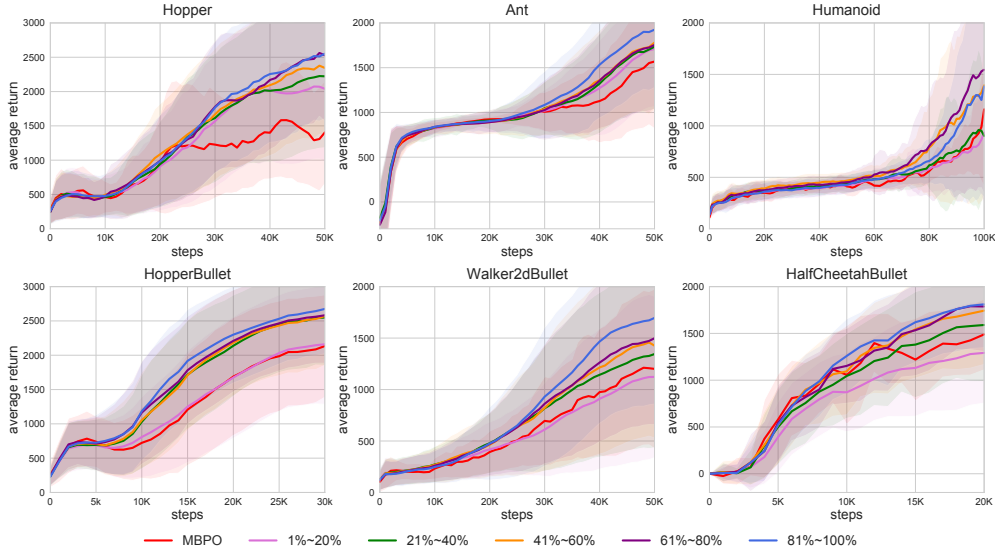 Hopper
average return
3000
2500
2000
1500
1000
500
0
0 10K 20K 30K 40K 50K
steps
Ant
average return
2000
1500
1000
500
0
0 10K 20K 30K 40K 50K
steps
Humanoid
average return
2000
1500
1000
500
0
0 20K 40K 60K 80K 100K
steps
HopperBullet
average return
3000
2500
2000
1500
1000
500
0
0 5K 10K 15K 20K 25K 30K
steps
Walker2dBullet
average return
2000
1500
1000
500
0
0 10K 20K 30K 40K 50K
steps
HalfCheetahBullet
average return
2000
1500
1000
500
0
0 5K 10K 15K 20K
steps
MBPO 1%~20% 21%~40% 41%~60% 61%~80% 81%~100%